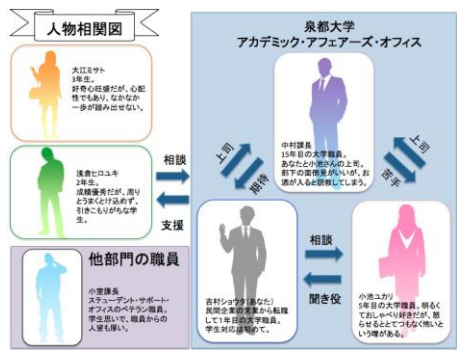 人物相関図
大江ミサト
3年生。
好奇心旺盛だが、心配
性でもあり、なかなか
一歩が踏み出せない。
浅倉ヒロユキ
2年生。
成績優秀だが、周り
とうまくとけ込めず、
引きこもりがちな学
生。
相談
支援
他部門の職員
小室課長
ステューデント・サポート・
オフィスのベテラン職員。
学生思いで、職員からの
人望も厚い。
泉都大学
アカデミック・アフェアーズ・オフィス
中村課長
15年目の大学職員。
あなたと小池さんの上司。
部下の面倒見がいいが、お
酒が入ると説教してしまう。
上司
期待
上司
苦手
吉村ショウタ(あなた)
民間企業の営業から転職
して1年目の大学職員。
学生対応は初めて。
相談
聞き役
小池ユカリ
5年目の大学職員。明るく
ておしゃべり好きだが、怒
らせるととてつもなく怖いと
いう噂がある。